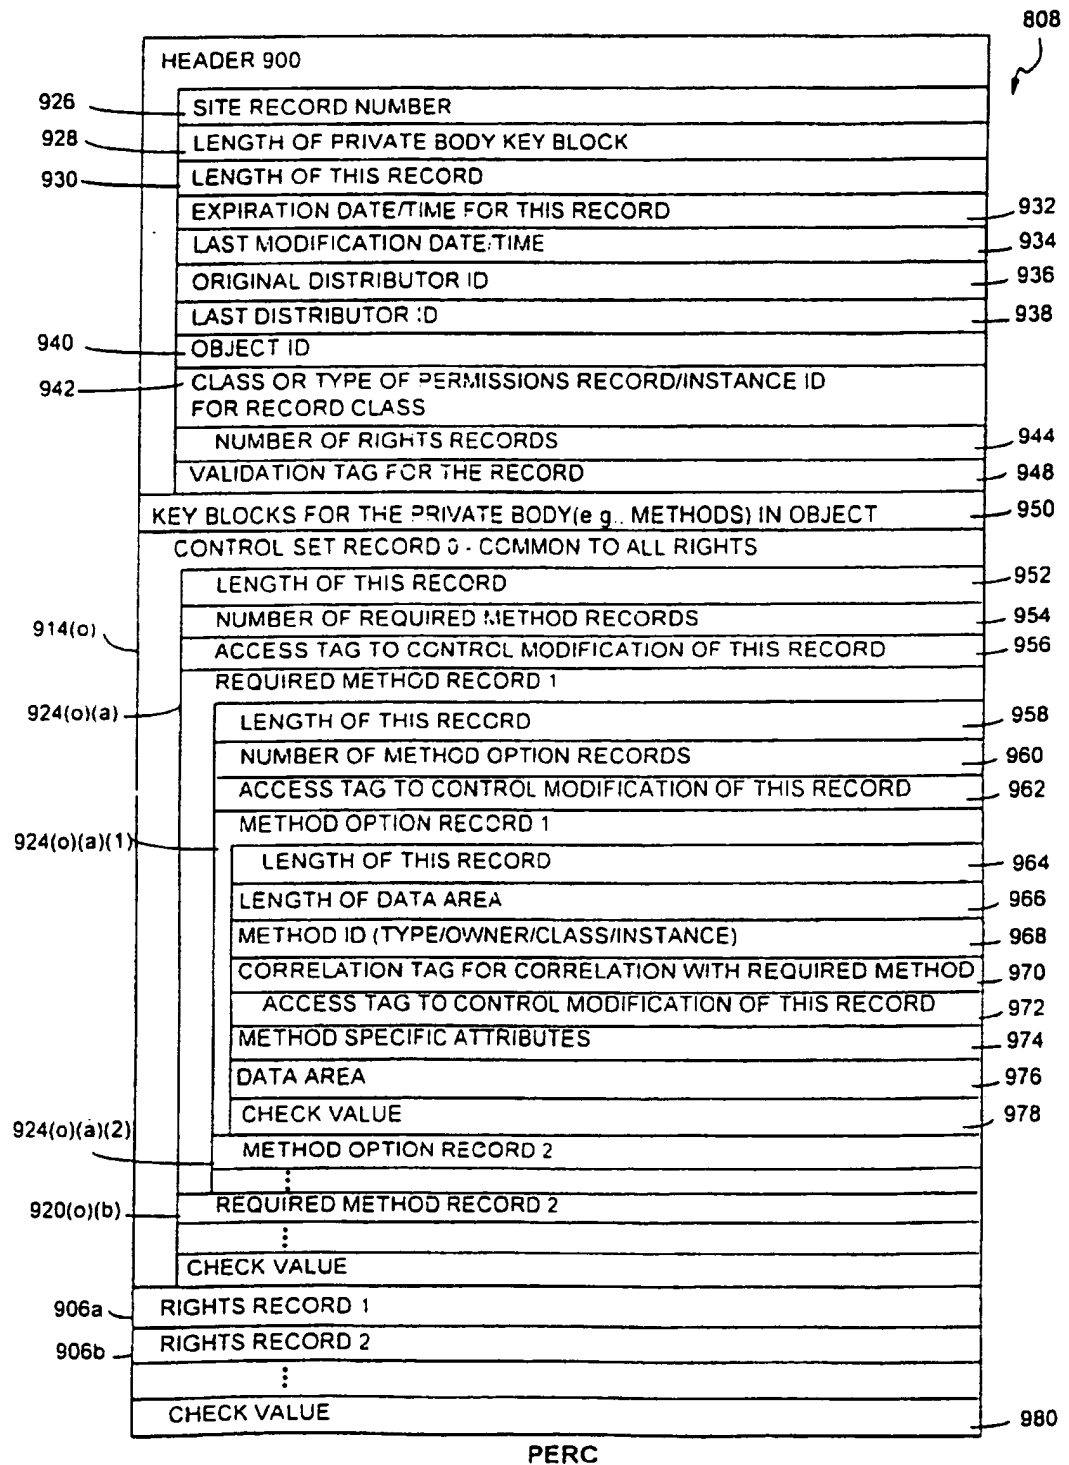 808
HEADER 900
926 SITE RECORD NUMBER
928 LENGTH OF PRIVATE BODY KEY BLOCK
930 LENGTH OF THIS RECORD
EXPIRATION DATE/TIME FOR THIS RECORD 932
LAST MODIFICATION DATE/TIME 934
ORIGINAL DISTRIBUTOR ID 936
LAST DISTRIBUTOR ID 938
940 OBJECT ID
942 CLASS OR TYPE OF PERMISSIONS RECORD/INSTANCE ID
FOR RECORD CLASS
NUMBER OF RIGHTS RECORDS 944
VALIDATION TAG FOR THE RECORD 948
KEY BLOCKS FOR THE PRIVATE BODY(e g., METHODS) IN OBJECT 950
CONTROL SET RECORD 0 - COMMON TO ALL RIGHTS
LENGTH OF THIS RECORD 952
NUMBER OF REQUIRED METHOD RECORDS 954
914(o) ACCESS TAG TO CONTROL MODIFICATION OF THIS RECORD 956
REQUIRED METHOD RECORD 1
924(o)(a) LENGTH OF THIS RECORD 958
NUMBER OF METHOD OPTION RECORDS 960
ACCESS TAG TO CONTROL MODIFICATION OF THIS RECORD 962
METHOD OPTION RECORD 1
924(o)(a)(1) LENGTH OF THIS RECORD 964
LENGTH OF DATA AREA 966
METHOD ID (TYPE/OWNER/CLASS/INSTANCE) 968
CORRELATION TAG FOR CORRELATION WITH REQUIRED METHOD 970
ACCESS TAG TO CONTROL MODIFICATION OF THIS RECORD 972
METHOD SPECIFIC ATTRIBUTES 974
DATA AREA 976
CHECK VALUE 978
924(o)(a)(2) METHOD OPTION RECORD 2
920(o)(b) REQUIRED METHOD RECORD 2
CHECK VALUE
906a RIGHTS RECORD 1
906b RIGHTS RECORD 2
CHECK VALUE 980
PERC